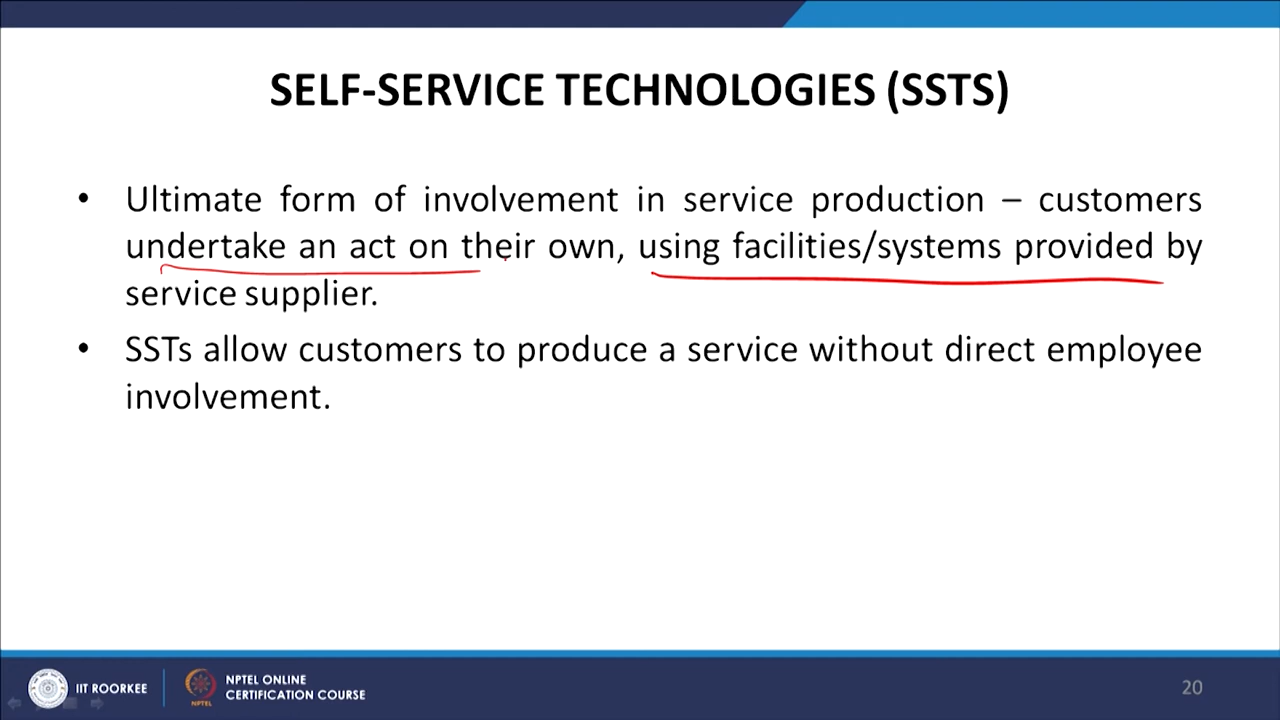 SELF-SERVICE TECHNOLOGIES (SSTS)
• Ultimate form of involvement in service production – customers
undertake an act on their own, using facilities/systems provided by
service supplier.
• SSTs allow customers to produce a service without direct employee
involvement.
IIT ROORKEE
NPTEL
NPTEL ONLINE
CERTIFICATION COURSE
20